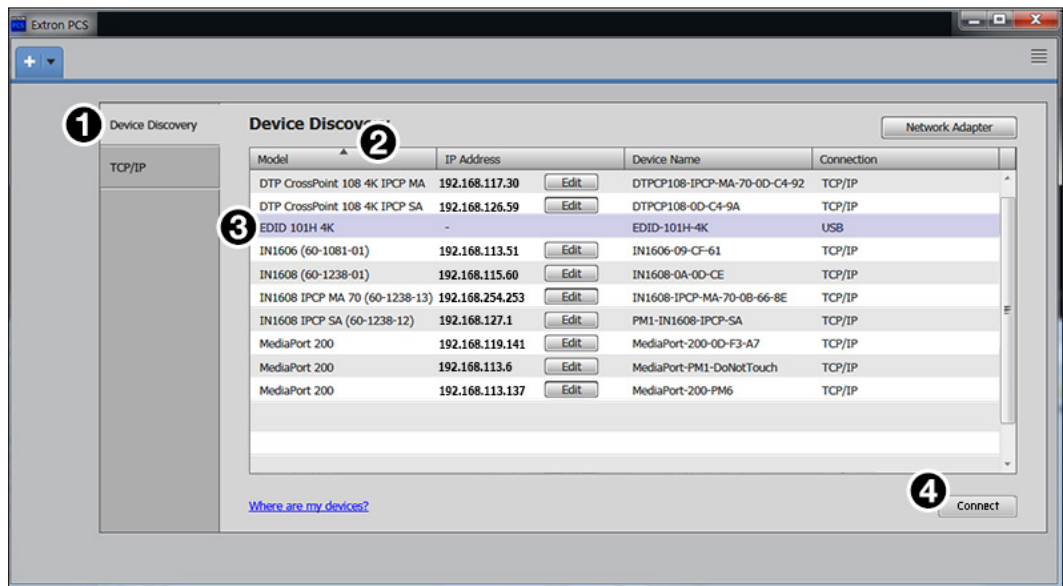 PCS Extron PCS
1 Device Discovery
TCP/IP
Device Discovery
2
Network Adapter
Model IP Address Device Name Connection
DTP CrossPoint 108 4K IPCP MA 192.168.117.30 Edit DTPCP108-IPCP-MA-70-0D-C4-92 TCP/IP
DTP CrossPoint 108 4K IPCP SA 192.168.126.59 Edit DTPCP108-0D-C4-9A TCP/IP
3 EDID 101H 4K - EDID-101H-4K USB
IN1606 (60-1081-01) 192.168.113.51 Edit IN1606-09-CF-61 TCP/IP
IN1608 (60-1238-01) 192.168.115.60 Edit IN1608-0A-0D-CE TCP/IP
IN1608 IPCP MA 70 (60-1238-13) 192.168.254.253 Edit IN1608-IPCP-MA-70-0B-66-8E TCP/IP
IN1608 IPCP SA (60-1238-12) 192.168.127.1 Edit PM1-IN1608-IPCP-SA TCP/IP
MediaPort 200 192.168.119.141 Edit MediaPort-200-0D-F3-A7 TCP/IP
MediaPort 200 192.168.113.6 Edit MediaPort-PM1-DoNotTouch TCP/IP
MediaPort 200 192.168.113.137 Edit MediaPort-200-PM6 TCP/IP
Where are my devices?
4 Connect